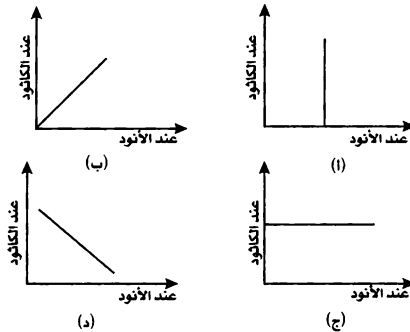 عند الكاثود
عند الأنود
(أ)
عند الكاثود
عند الأنود
(ب)
عند الكاثود
عند الأنود
(ج)
عند الكاثود
عند الأنود
(د)